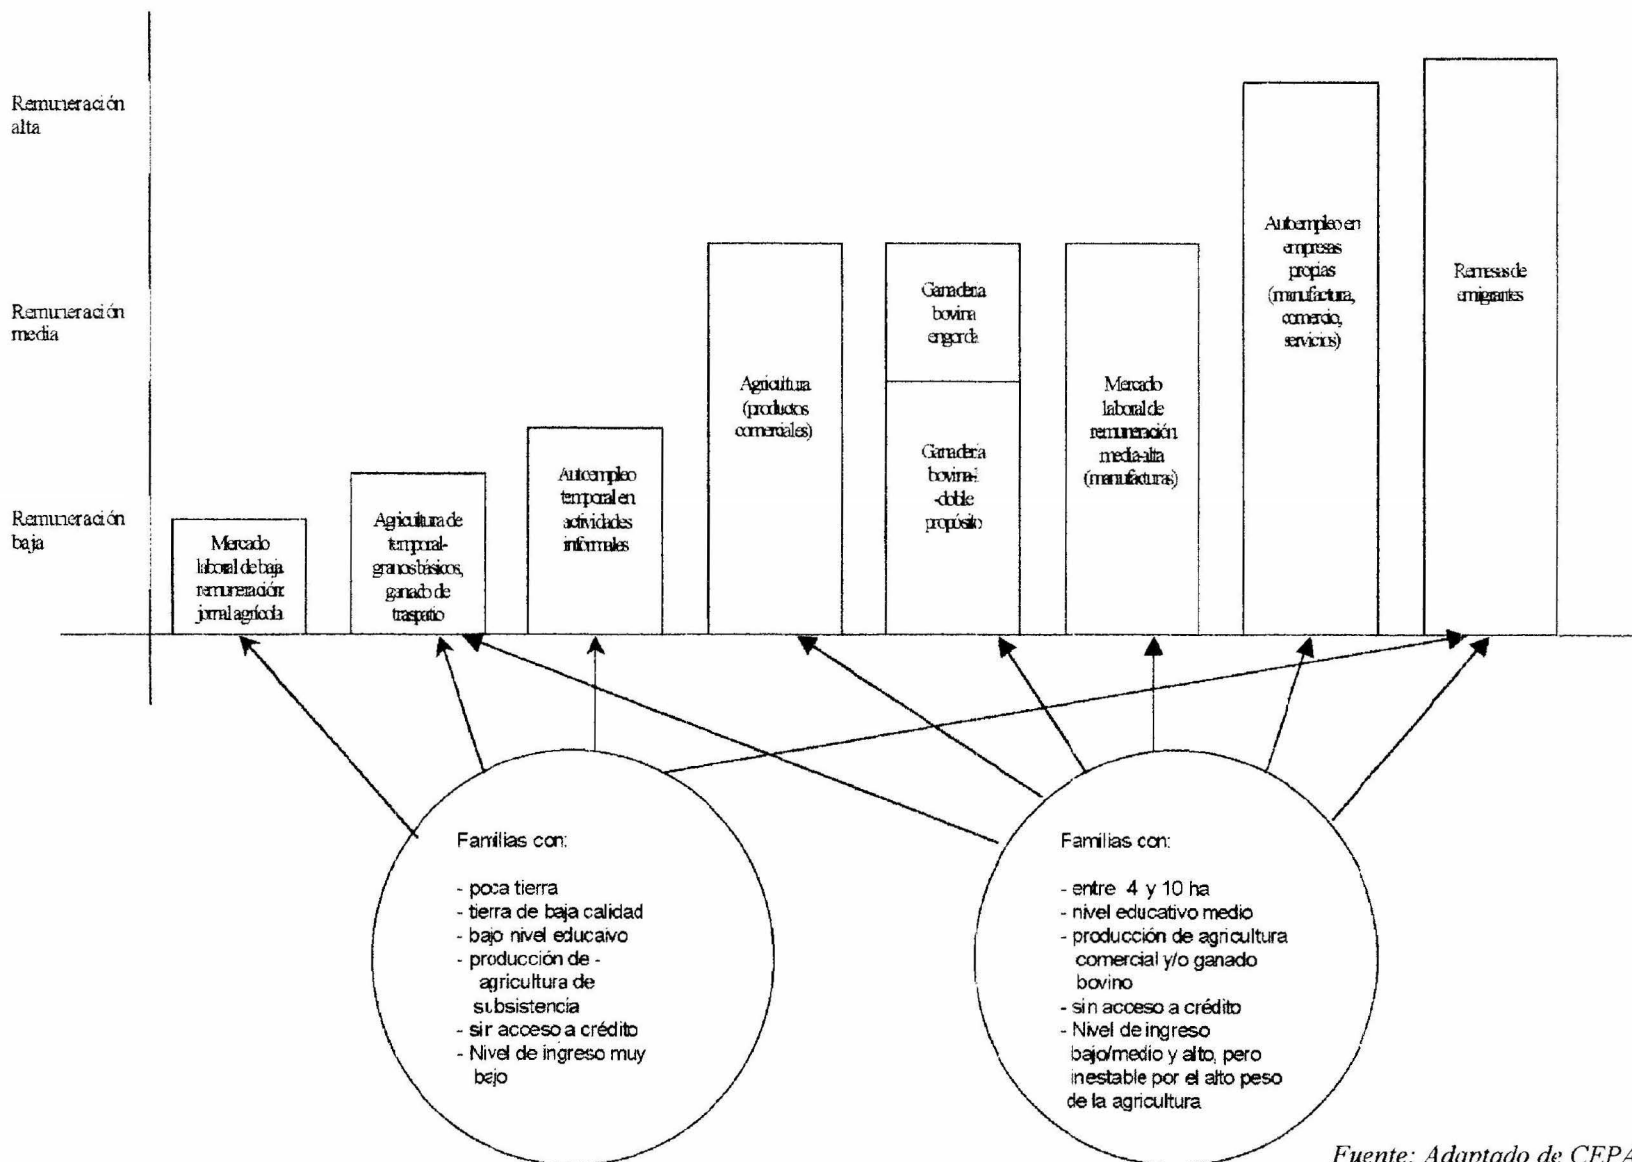 Remuneración
alta
Remuneración
media
Remuneración
baja
Mercado
laboral de baja
remuneración:
jornal agrícola
Agricultura de
temporal-
granos básicos,
ganado de
traspatio
Autoempleo
temporal en
actividades
informales
Agricultura
(productos
comerciales)
Ganadería
bovina
engorda
Ganadería
bovina-
-doble
propósito
Mercado
laboral de
remuneración
media-alta
(manufacturas)
Autoempleo en
empresas
propias
(manufactura,
comercio,
servicios)
Remesas de
emigrantes
Familias con:
- poca tierra
- tierra de baja calidad
- bajo nivel educaivo
- producción de -
agricultura de
subsistencia
- sir acceso a crédito
- Nivel de ingreso muy
bajo
Familias con:
- entre 4 y 10 ha
- nivel educativo medio
- producción de agricultura
comercial y/o ganado
bovino
- sin acceso a crédito
- Nivel de ingreso
bajo/medio y alto, pero
inestable por el alto peso
de la agricultura
Fuente: Adaptado de CEPA